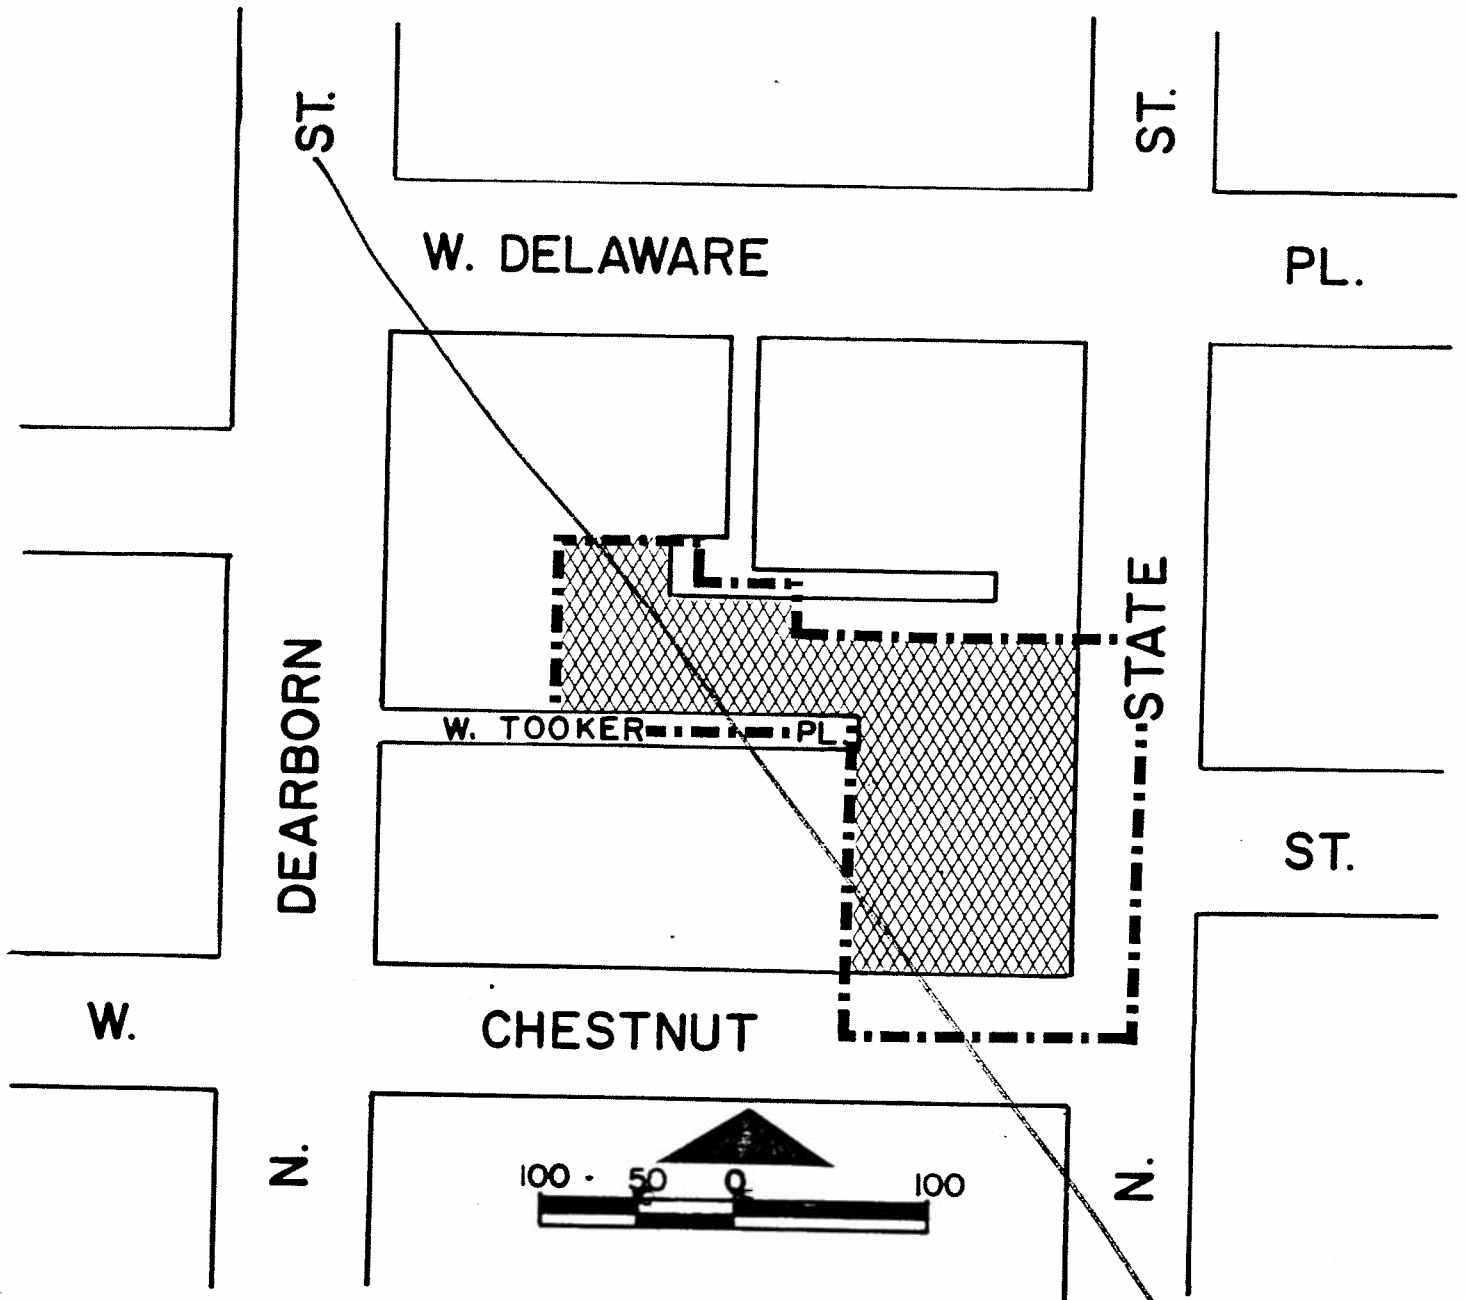 ST.
ST.
W. DELAWARE PL.
STATE
DEARBORN
W. TOOKER PL.
ST.
W. CHESTNUT
N.
N.
100 50 0 100